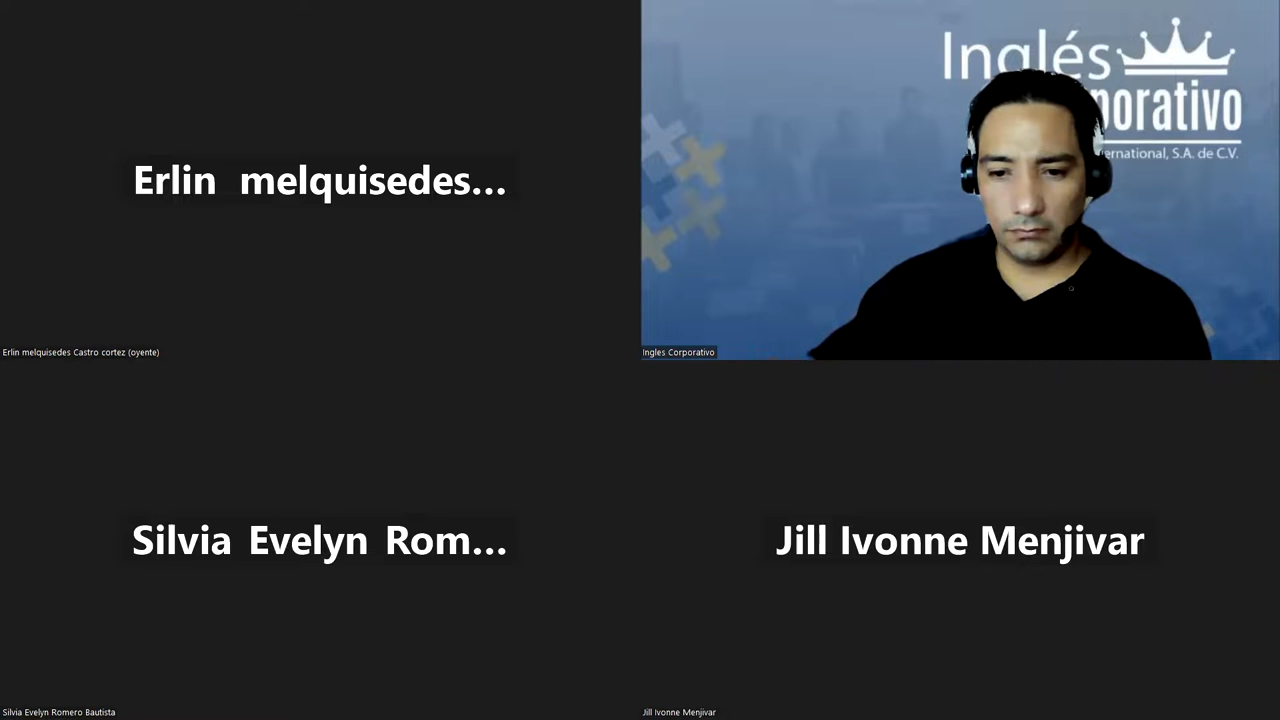 Erlin melquisedes...
Erlin melquisedes Castro cortez (oyente)
Inglés
porativo
ernational, S.A. de C.V.
Ingles Corporativo
Silvia Evelyn Rom...
Silvia Evelyn Romero Bautista
Jill Ivonne Menjivar
Jill Ivonne Menjivar